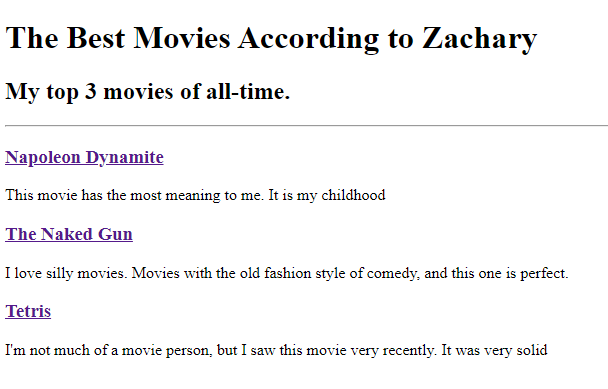 The Best Movies According to Zachary
My top 3 movies of all-time.
Napoleon Dynamite
This movie has the most meaning to me. It is my childhood
The Naked Gun
I love silly movies. Movies with the old fashion style of comedy, and this one is perfect.
Tetris
I'm not much of a movie person, but I saw this movie very recently. It was very solid